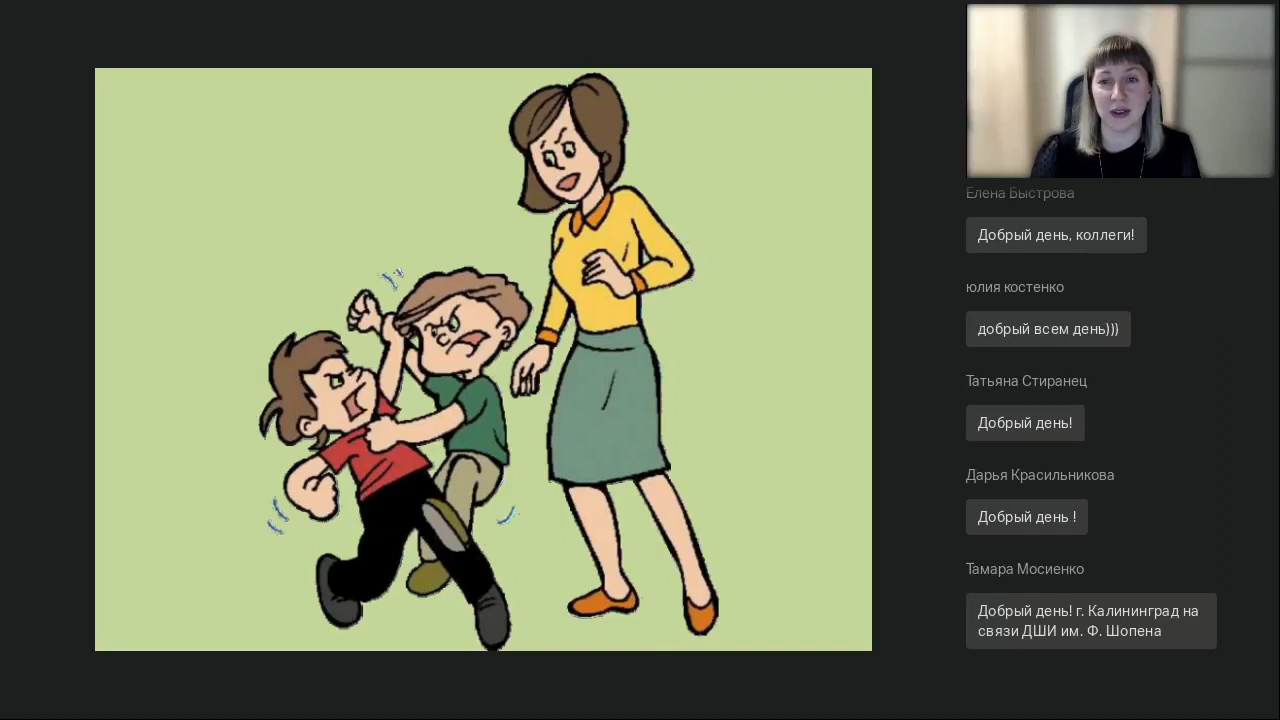 Елена Быстрова
Добрый день, коллеги!
юлия костенко
добрый всем день)))
Татьяна Стиранец
Добрый день!
Дарья Красильникова
Добрый день !
Тамара Мосиенко
Добрый день! г. Калининград на
связи ДШИ им. Ф. Шопена